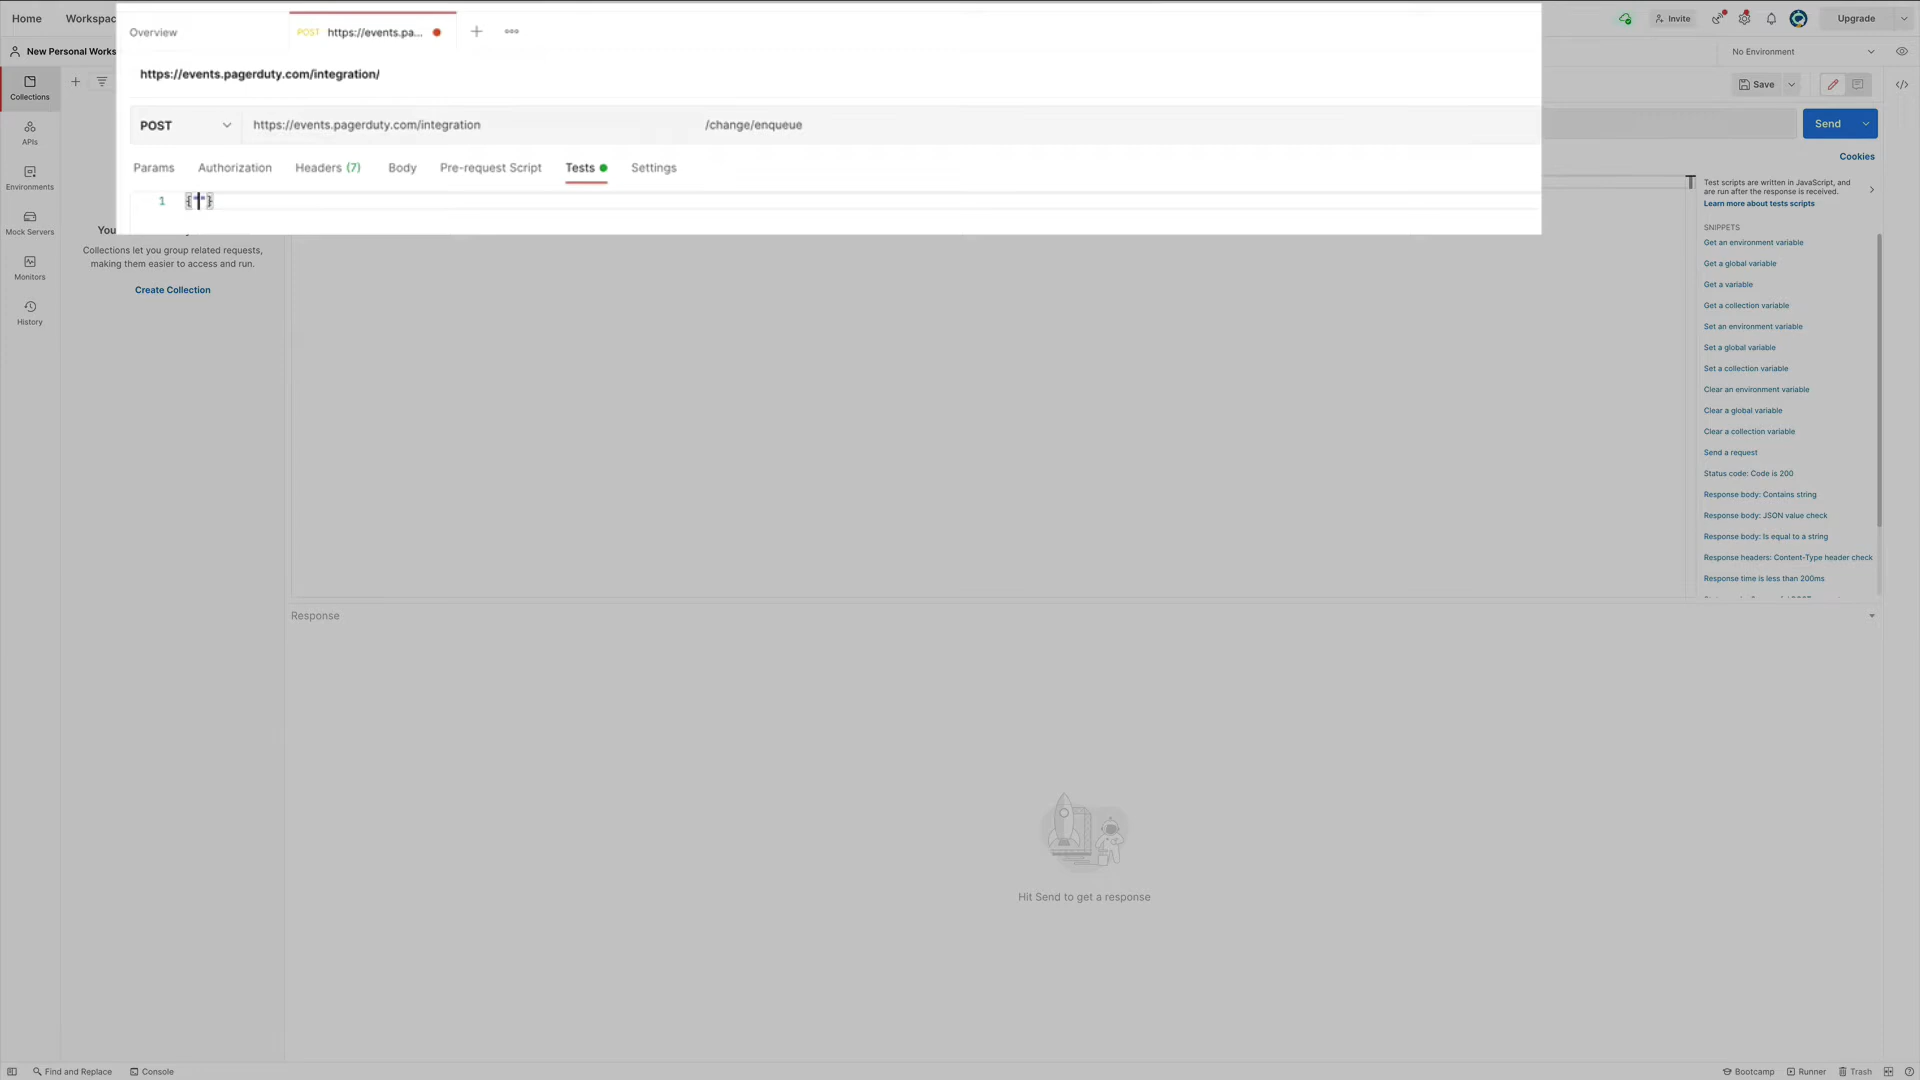 Home
Workspac
Overview
POST https://events.pa...
Invite
Upgrade
New Personal Works
No Environment
https://events.pagerduty.com/integration/
Save
Collections
APIs
Environments
Mock Servers
Monitors
History
POST
https://events.pagerduty.com/integration
/change/enqueue
Send
Params
Authorization
Headers (7)
Body
Pre-request Script
Tests
Settings
Cookies
1 {""}
You
Collections let you group related requests,
making them easier to access and run.
Create Collection
Test scripts are written in JavaScript, and
are run after the response is received.
Learn more about tests scripts
SNIPPETS
Get an environment variable
Get a global variable
Get a variable
Get a collection variable
Set an environment variable
Set a global variable
Set a collection variable
Clear an environment variable
Clear a global variable
Clear a collection variable
Send a request
Status code: Code is 200
Response body: Contains string
Response body: JSON value check
Response body: Is equal to a string
Response headers: Content-Type header check
Response time is less than 200ms
Response
Hit Send to get a response
Find and Replace
Console
Bootcamp
Runner
Trash